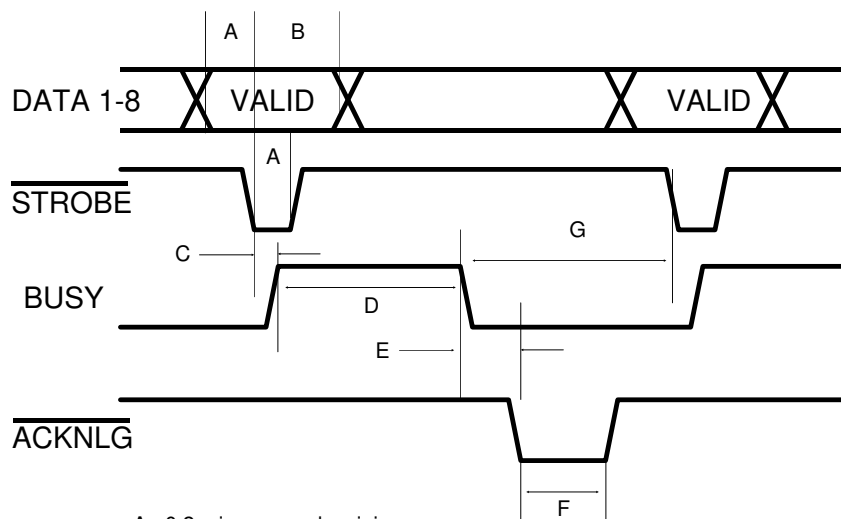 A B
DATA 1-8 VALID VALID
A
STROBE
C G
BUSY
D
E
ACKNLG
F